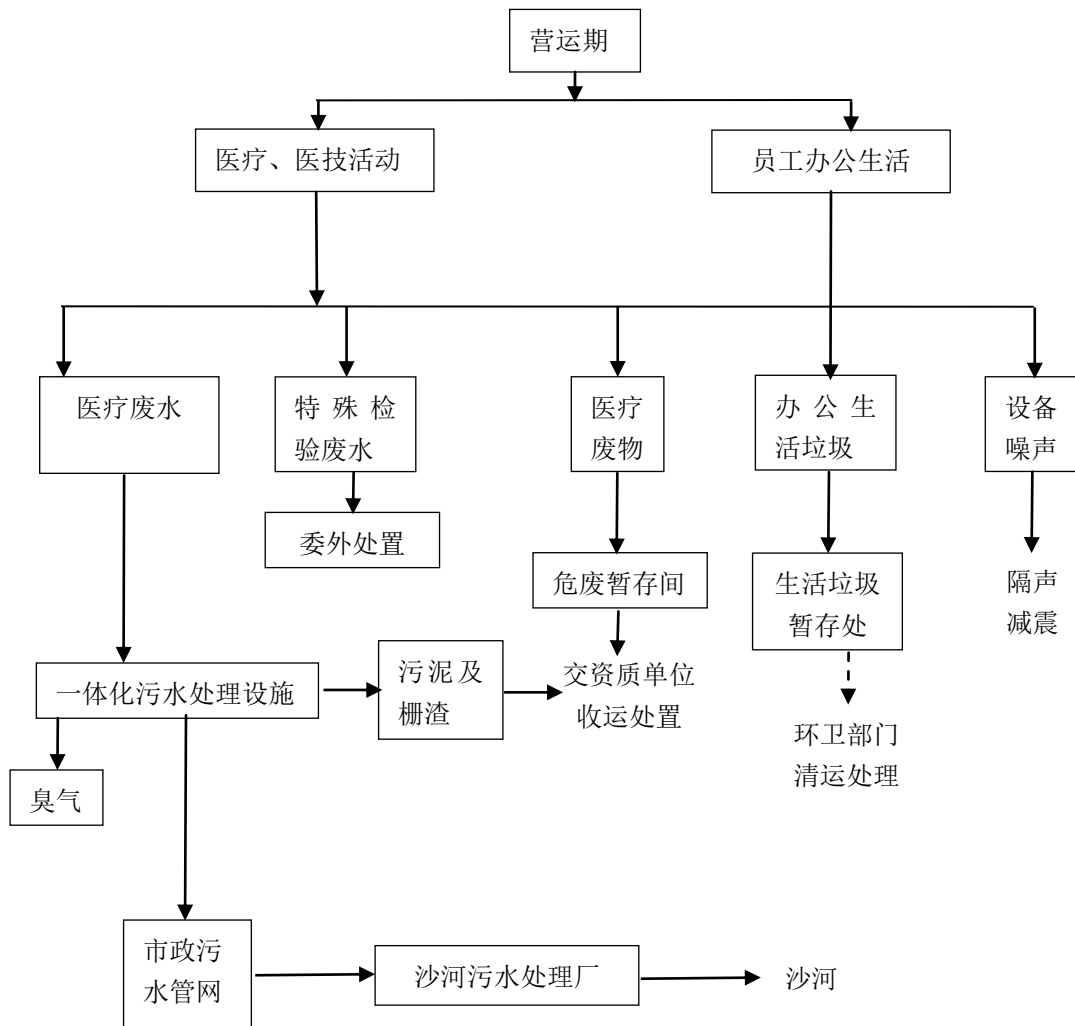 营运期
医疗、医技活动
员工办公生活
医疗废水
特殊检
验废水
医疗
废物
办公生
活垃圾
设备
噪声
委外处置
危废暂存间
生活垃圾
暂存处
隔声
减震
一体化污水处理设施
污泥及
栅渣
交资质单位
收运处置
环卫部门
清运处理
臭气
市政污
水管网
沙河污水处理厂
沙河